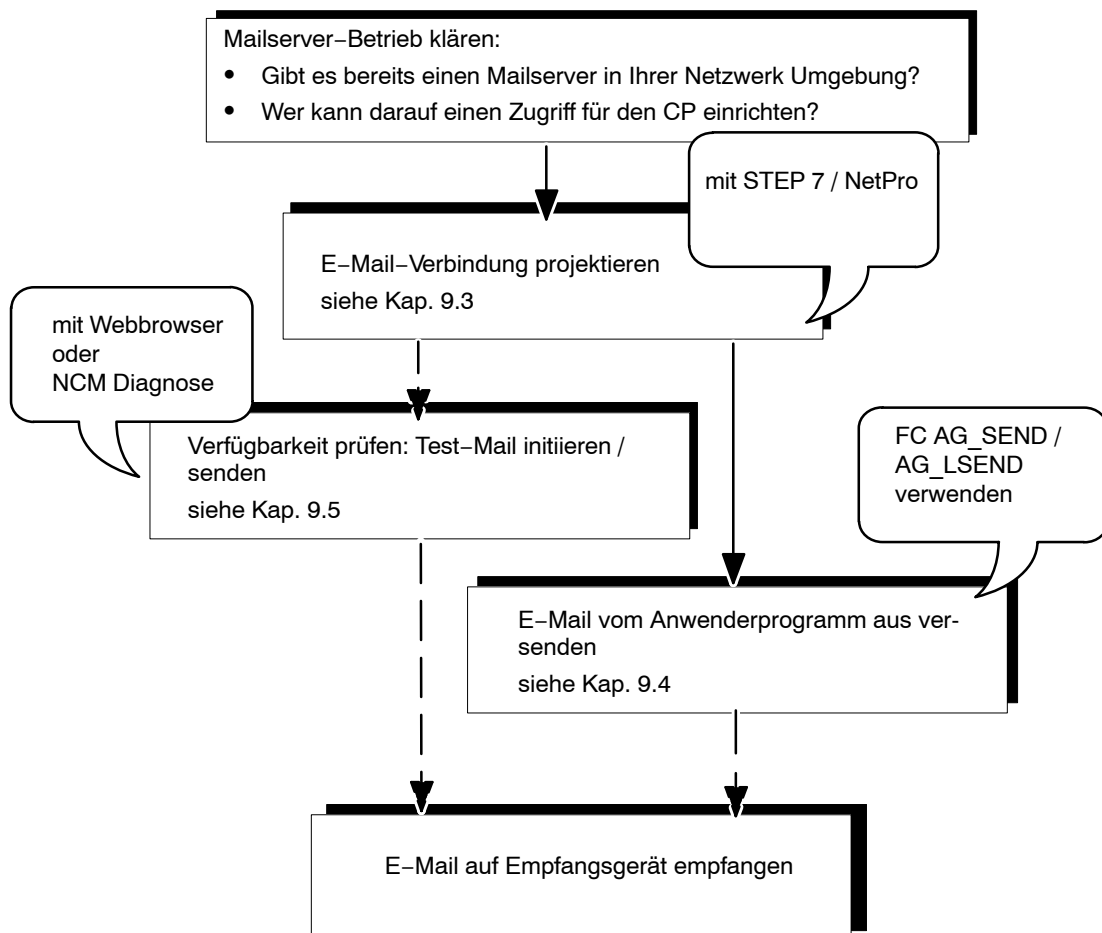 Mailserver–Betrieb klären:
• Gibt es bereits einen Mailserver in Ihrer Netzwerk Umgebung?
• Wer kann darauf einen Zugriff für den CP einrichten?
mit STEP 7 / NetPro
E–Mail–Verbindung projektieren
siehe Kap. 9.3
mit Webbrowser
oder
NCM Diagnose
Verfügbarkeit prüfen: Test–Mail initiieren /
senden
siehe Kap. 9.5
FC AG_SEND /
AG_LSEND
verwenden
E–Mail vom Anwenderprogramm aus ver-
senden
siehe Kap. 9.4
E–Mail auf Empfangsgerät empfangen